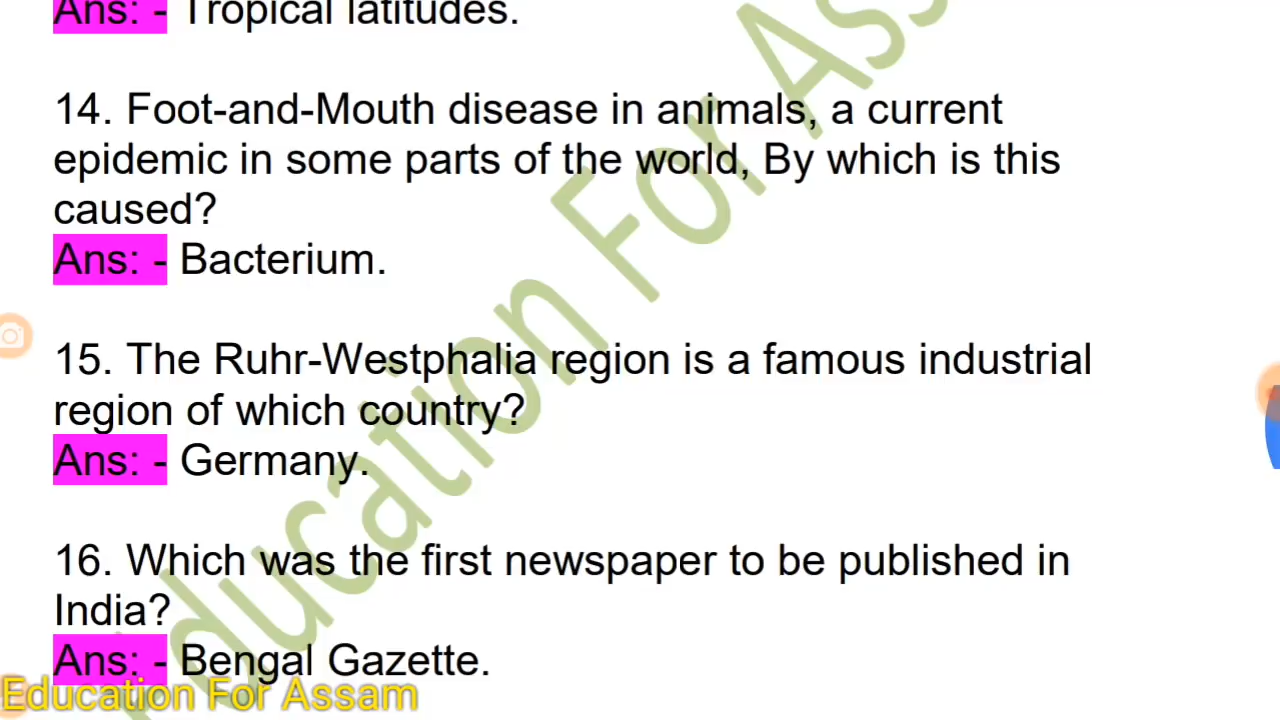 Ans: - Tropical latitudes.
14. Foot-and-Mouth disease in animals, a current
epidemic in some parts of the world, By which is this
caused?
Ans: - Bacterium.
15. The Ruhr-Westphalia region is a famous industrial
region of which country?
Ans: - Germany.
16. Which was the first newspaper to be published in
India?
Ans: - Bengal Gazette.
Education For Assam
Education For Ass